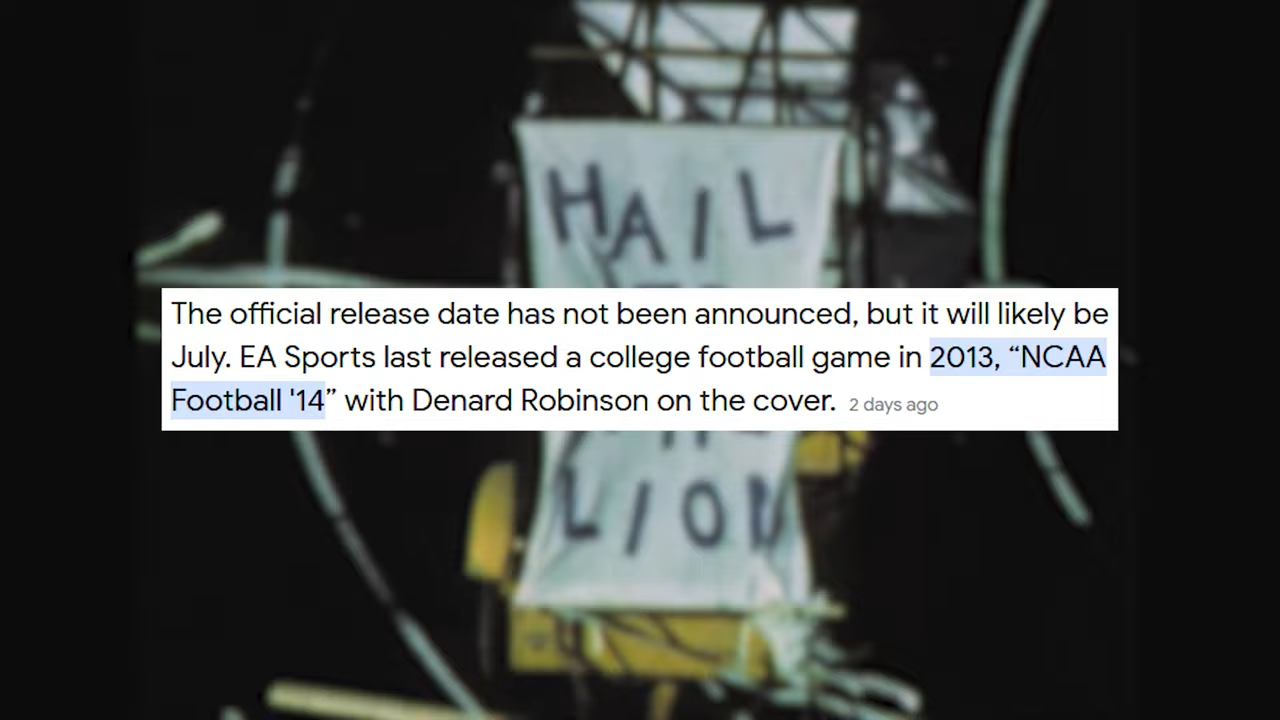 HAIL
The official release date has not been announced, but it will likely be
July. EA Sports last released a college football game in 2013, “NCAA
Football '14” with Denard Robinson on the cover. 2 days ago
LION